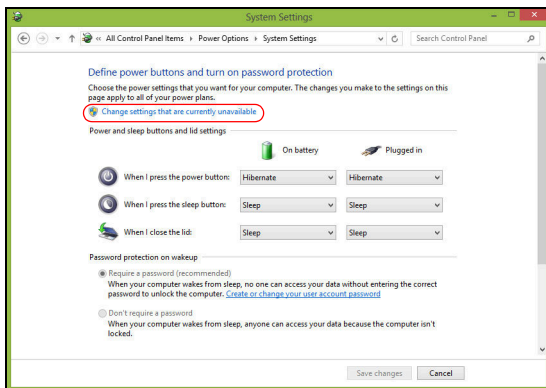 System Settings
« All Control Panel Items › Power Options › System Settings
Search Control Panel
Define power buttons and turn on password protection
Choose the power settings that you want for your computer. The changes you make to the settings on this
page apply to all of your power plans.
Change settings that are currently unavailable
Power and sleep buttons and lid settings
On battery Plugged in
When I press the power button: Hibernate Hibernate
When I press the sleep button: Sleep Sleep
When I close the lid: Sleep Sleep
Password protection on wakeup
Require a password (recommended)
When your computer wakes from sleep, no one can access your data without entering the correct
password to unlock the computer. Create or change your user account password
Don't require a password
When your computer wakes from sleep, anyone can access your data because the computer isn't
locked.
Save changes Cancel